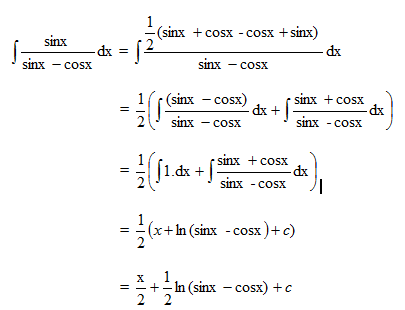 ∫ sinx / (sinx − cosx) dx = ∫ (1/2 (sinx + cosx - cosx + sinx)) / (sinx − cosx) dx
= 1/2 ( ∫ (sinx − cosx) / (sinx − cosx) dx + ∫ (sinx + cosx) / (sinx - cosx) dx )
= 1/2 ( ∫ 1.dx + ∫ (sinx + cosx) / (sinx - cosx) dx )
= 1/2 (x + ln (sinx - cosx) + c)
= x/2 + 1/2 ln (sinx − cosx) + c